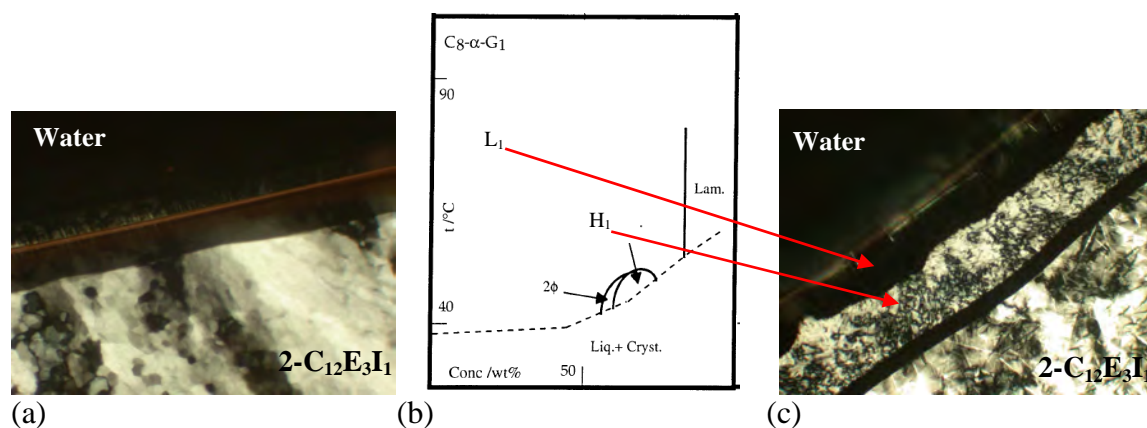 Water
2-C₁₂E₃I₁
(a)
C8-α-G1
90
t /°C
40
L₁
H₁
2ϕ
Lam.
Liq.+ Cryst.
Conc /wt%
50
(b)
Water
2-C₁₂E₃I₁
(c)